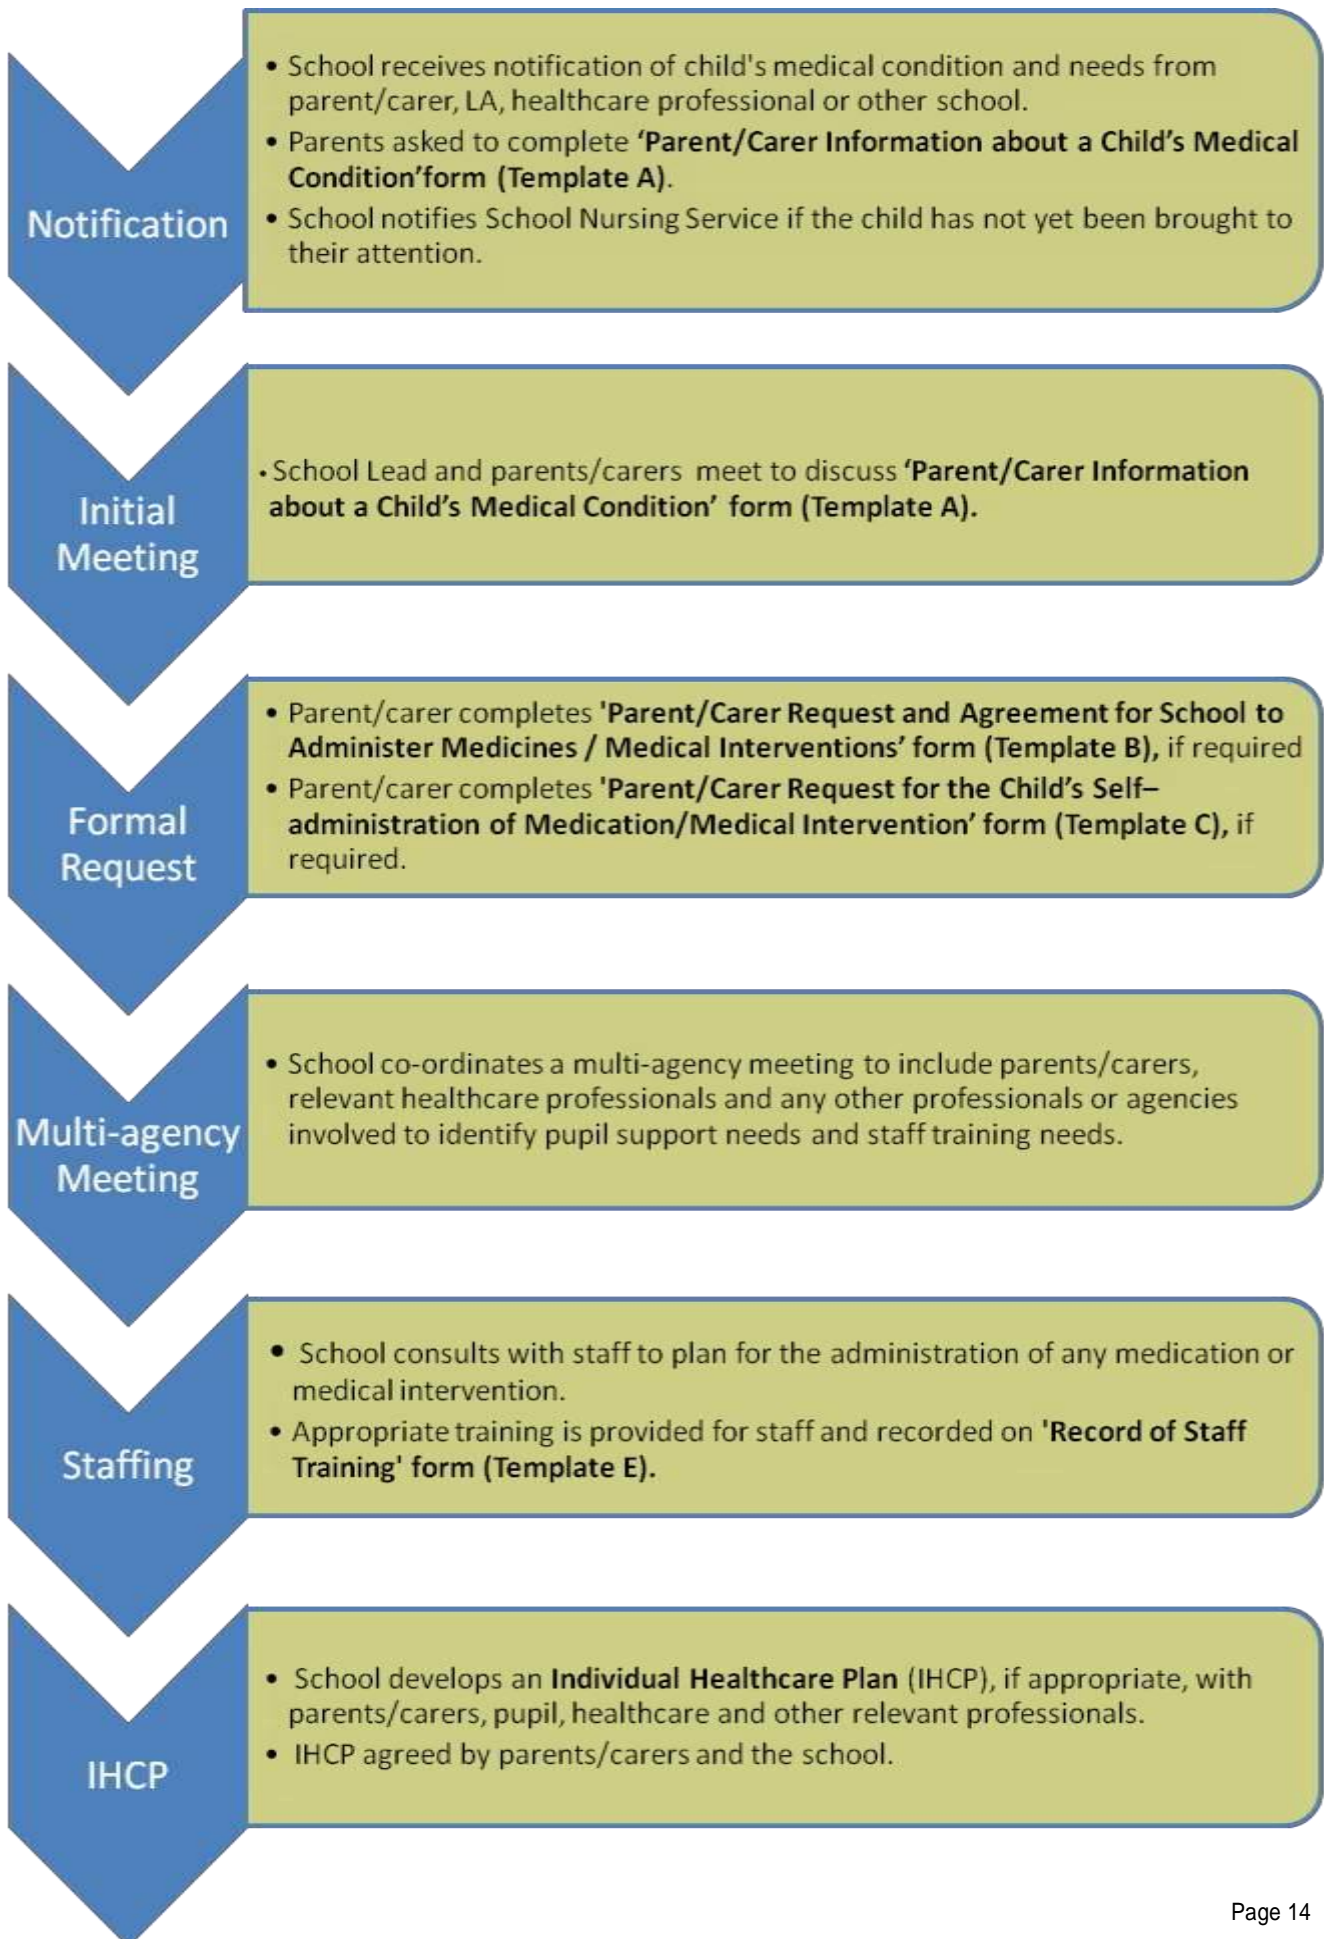 Notification
• School receives notification of child's medical condition and needs from
parent/carer, LA, healthcare professional or other school.
• Parents asked to complete ‘Parent/Carer Information about a Child’s Medical
Condition’form (Template A).
• School notifies School Nursing Service if the child has not yet been brought to
their attention.
Initial
Meeting
• School Lead and parents/carers meet to discuss ‘Parent/Carer Information
about a Child’s Medical Condition’ form (Template A).
Formal
Request
• Parent/carer completes 'Parent/Carer Request and Agreement for School to
Administer Medicines / Medical Interventions’ form (Template B), if required
• Parent/carer completes 'Parent/Carer Request for the Child’s Self–
administration of Medication/Medical Intervention’ form (Template C), if
required.
Multi-agency
Meeting
• School co-ordinates a multi-agency meeting to include parents/carers,
relevant healthcare professionals and any other professionals or agencies
involved to identify pupil support needs and staff training needs.
Staffing
• School consults with staff to plan for the administration of any medication or
medical intervention.
• Appropriate training is provided for staff and recorded on 'Record of Staff
Training' form (Template E).
IHCP
• School develops an Individual Healthcare Plan (IHCP), if appropriate, with
parents/carers, pupil, healthcare and other relevant professionals.
• IHCP agreed by parents/carers and the school.
Page 14